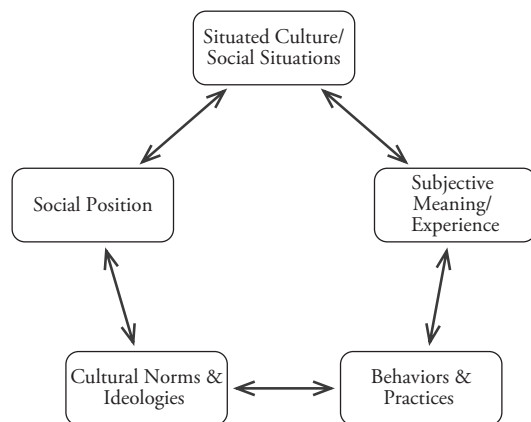 Situated Culture/
Social Situations
Social Position
Subjective
Meaning/
Experience
Cultural Norms &
Ideologies
Behaviors &
Practices